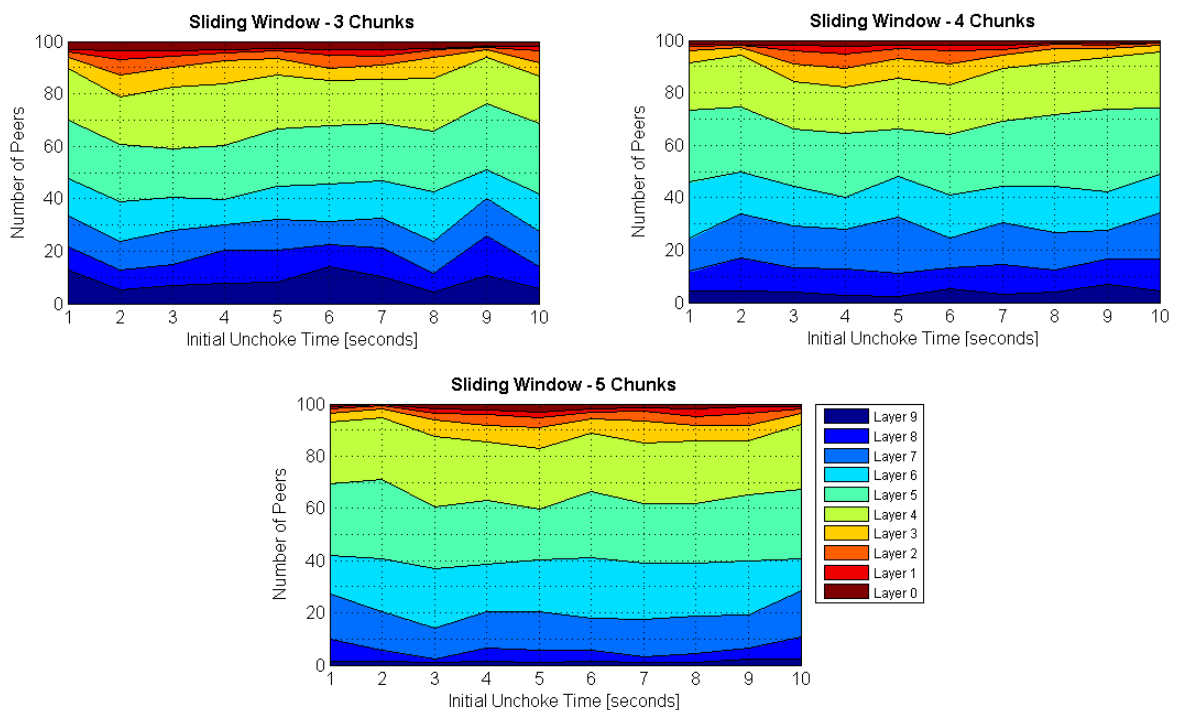 Sliding Window - 3 Chunks
100
80
60
40
20
0
Number of Peers
1 2 3 4 5 6 7 8 9 10
Initial Unchoke Time [seconds]
Sliding Window - 4 Chunks
100
80
60
40
20
0
Number of Peers
1 2 3 4 5 6 7 8 9 10
Initial Unchoke Time [seconds]
Sliding Window - 5 Chunks
100
80
60
40
20
0
Number of Peers
1 2 3 4 5 6 7 8 9 10
Initial Unchoke Time [seconds]
Layer 9
Layer 8
Layer 7
Layer 6
Layer 5
Layer 4
Layer 3
Layer 2
Layer 1
Layer 0